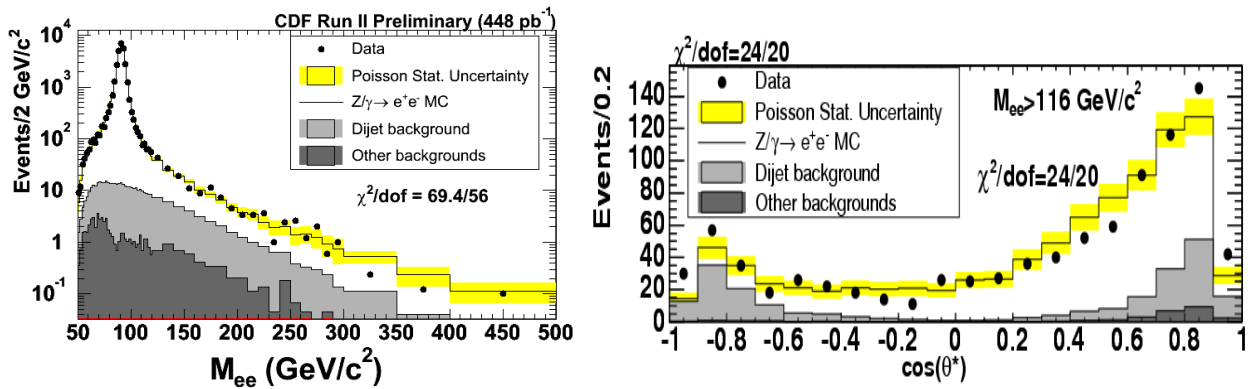 CDF Run II Preliminary (448 pb⁻¹)
Events/2 GeV/c²
10⁴
10³
10²
10
1
10⁻¹
Data
Poisson Stat. Uncertainty
Z/γ→ e⁺e⁻ MC
Dijet background
Other backgrounds
χ²/dof = 69.4/56
50 100 150 200 250 300 350 400 450 500
M_ee (GeV/c²)
χ²/dof=24/20
Events/0.2
140
120
100
80
60
40
20
0
Data
Poisson Stat. Uncertainty
Z/γ→ e⁺e⁻ MC
Dijet background
Other backgrounds
M_ee>116 GeV/c²
χ²/dof=24/20
-1 -0.8 -0.6 -0.4 -0.2 0 0.2 0.4 0.6 0.8 1
cos(θ*)